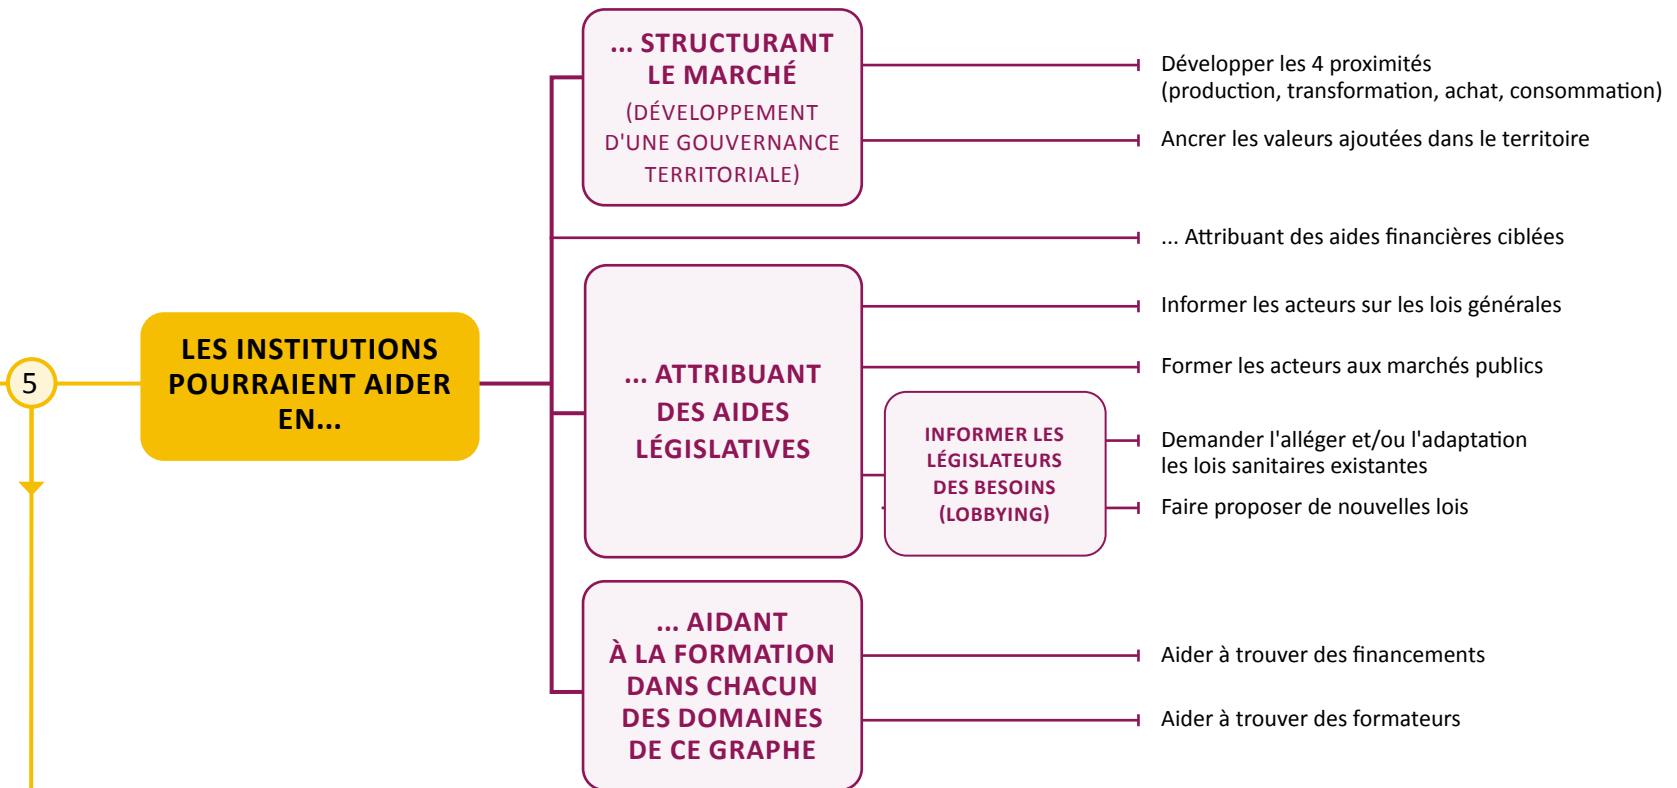 5
LES INSTITUTIONS
POURRAIENT AIDER
EN...
... STRUCTURANT
LE MARCHÉ
(DÉVELOPPEMENT
D'UNE GOUVERNANCE
TERRITORIALE)
Développer les 4 proximités
(production, transformation, achat, consommation)
Ancrer les valeurs ajoutées dans le territoire
... Attribuant des aides financières ciblées
... ATTRIBUANT
DES AIDES
LÉGISLATIVES
Informer les acteurs sur les lois générales
Former les acteurs aux marchés publics
INFORMER LES
LÉGISLATEURS
DES BESOINS
(LOBBYING)
Demander l'alléger et/ou l'adaptation
les lois sanitaires existantes
Faire proposer de nouvelles lois
... AIDANT
À LA FORMATION
DANS CHACUN
DES DOMAINES
DE CE GRAPHE
Aider à trouver des financements
Aider à trouver des formateurs